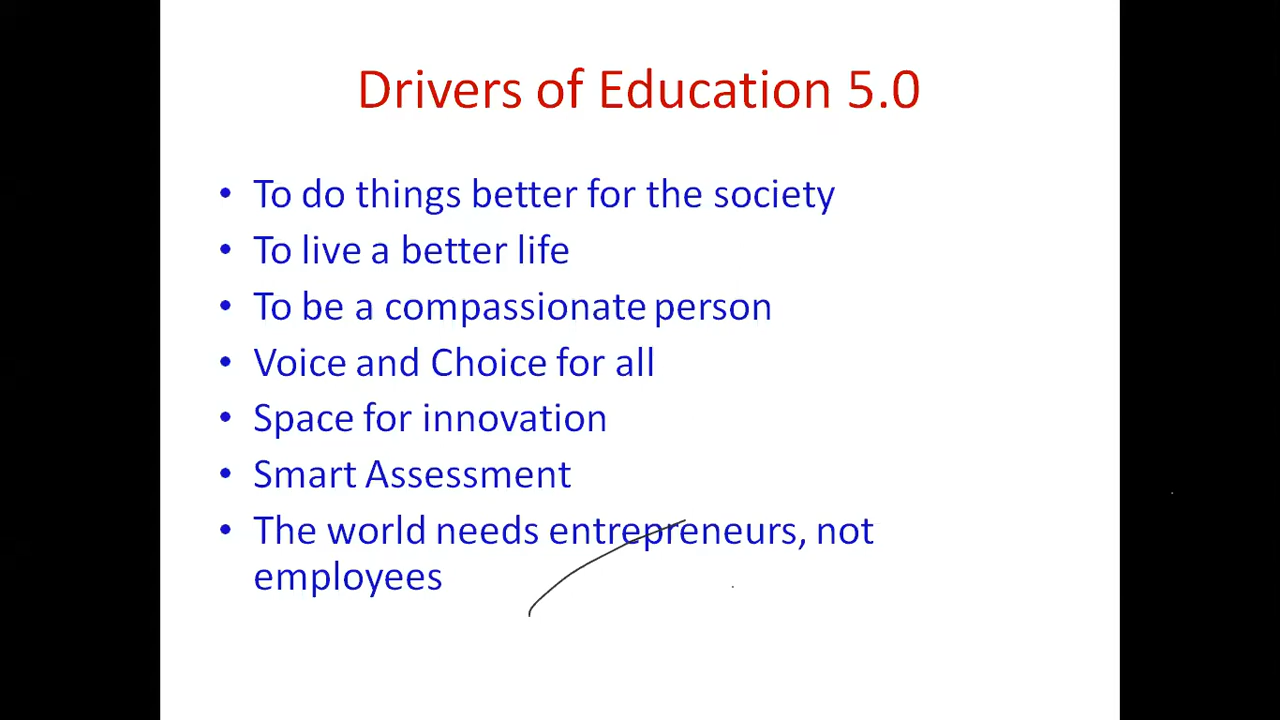 Drivers of Education 5.0
• To do things better for the society
• To live a better life
• To be a compassionate person
• Voice and Choice for all
• Space for innovation
• Smart Assessment
• The world needs entrepreneurs, not
employees